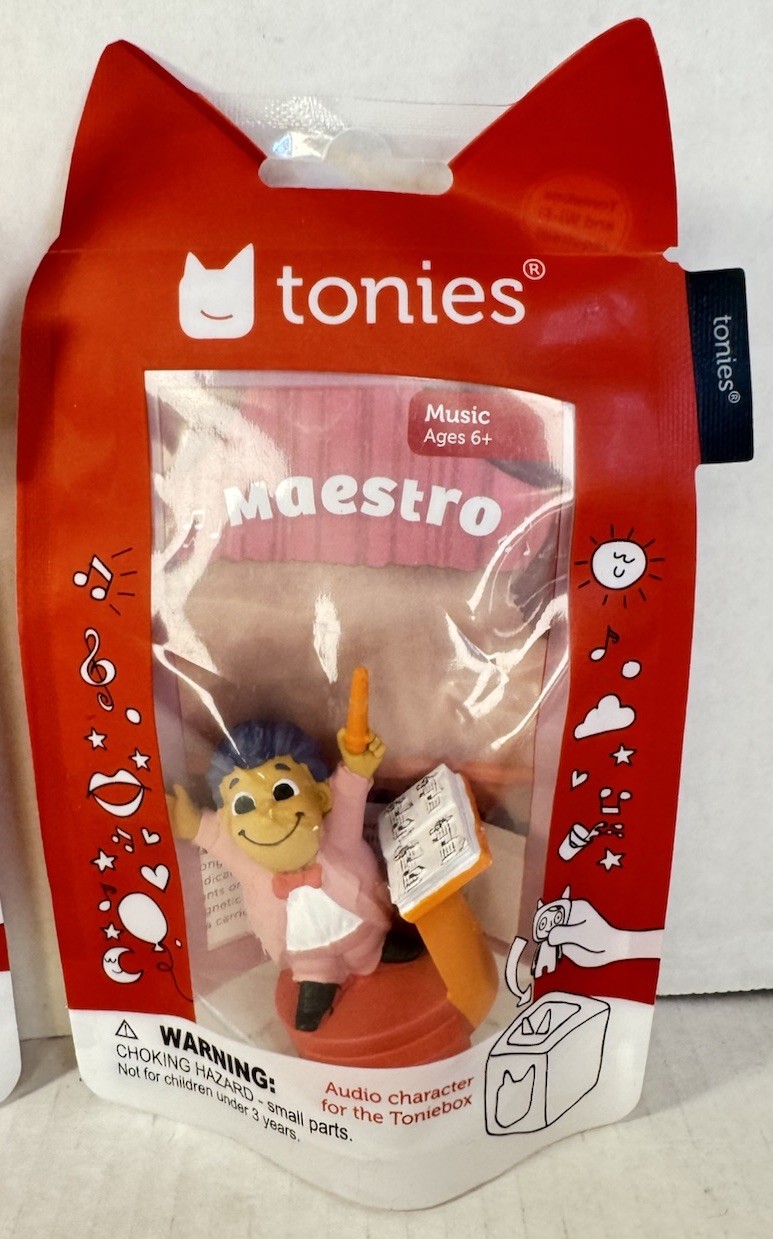 tonies®
tonies®
Music
Ages 6+
Maestro
WARNING:
CHOKING HAZARD - small parts.
Not for children under 3 years.
Audio character
for the Toniebox